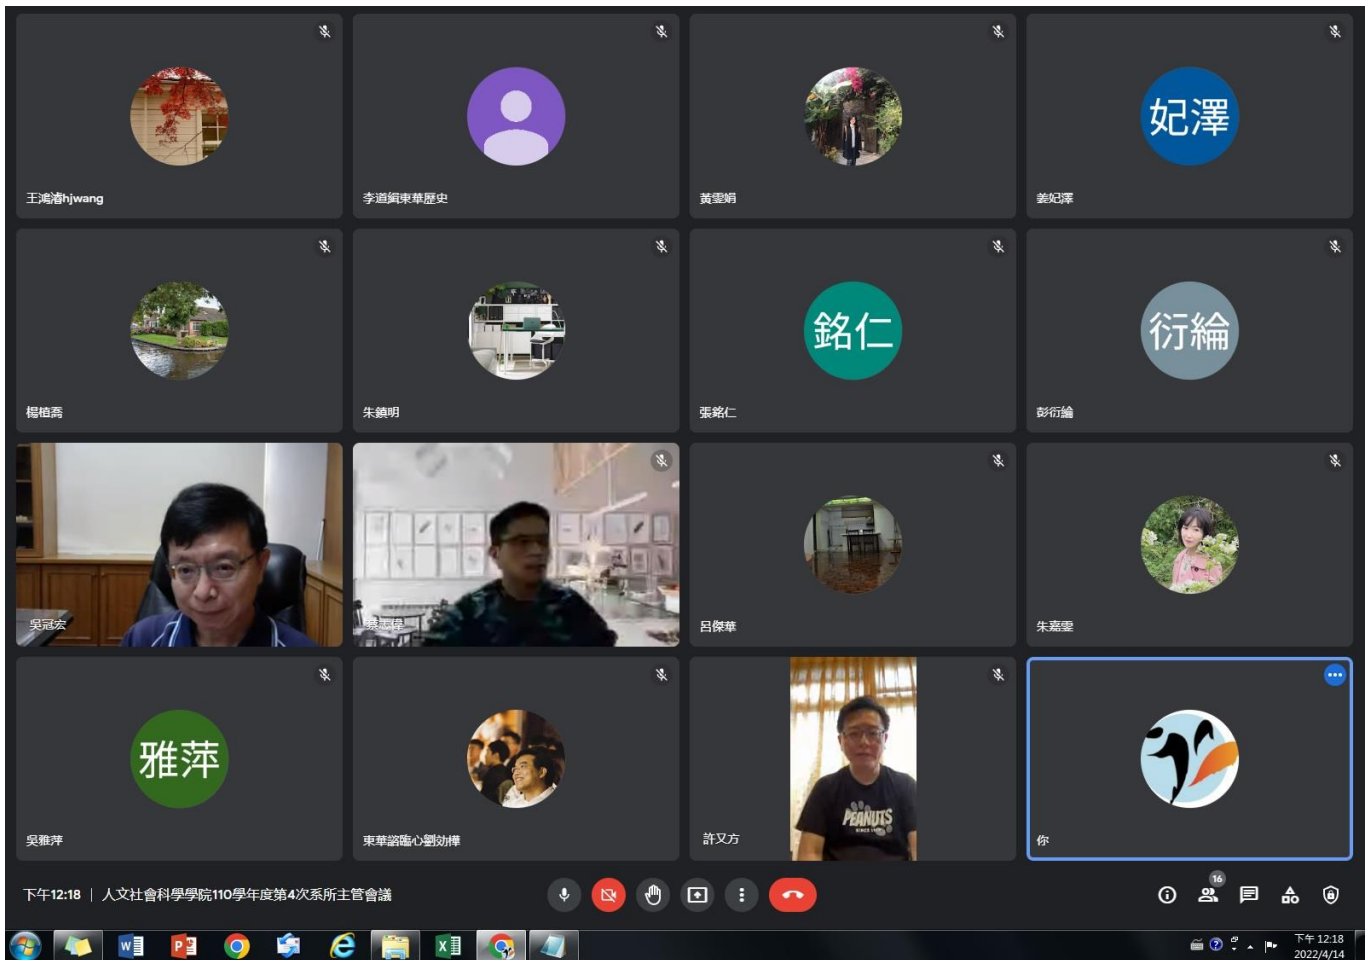 王鴻濬hjwang
李道緝東華歷史
黃雯娟
妃澤
姜妃澤
楊植喬
朱鎮明
銘仁
張銘仁
衍綸
彭衍綸
吳冠宏
蔡志偉
呂傑華
朱嘉雯
雅萍
吳雅萍
東華諮臨心劉効樺
PEANUTS
許又方
你
下午12:18 | 人文社會科學學院110學年度第4次系所主管會議
16
下午 12:18
2022/4/14